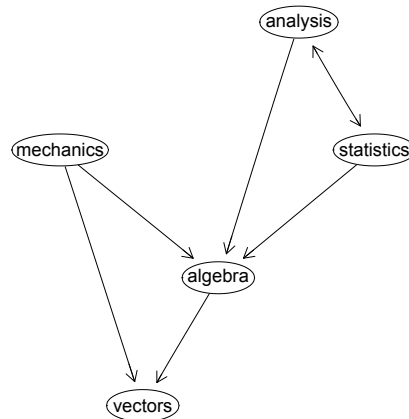 analysis
mechanics
statistics
algebra
vectors